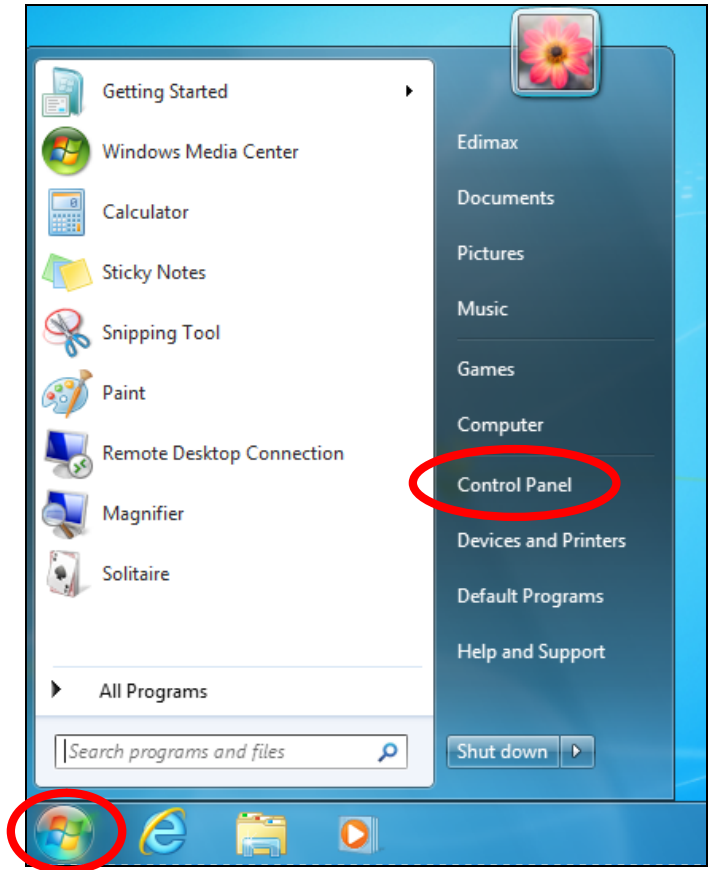 Getting Started
Windows Media Center
Calculator
Sticky Notes
Snipping Tool
Paint
Remote Desktop Connection
Magnifier
Solitaire
All Programs
Search programs and files
Edimax
Documents
Pictures
Music
Games
Computer
Control Panel
Devices and Printers
Default Programs
Help and Support
Shut down